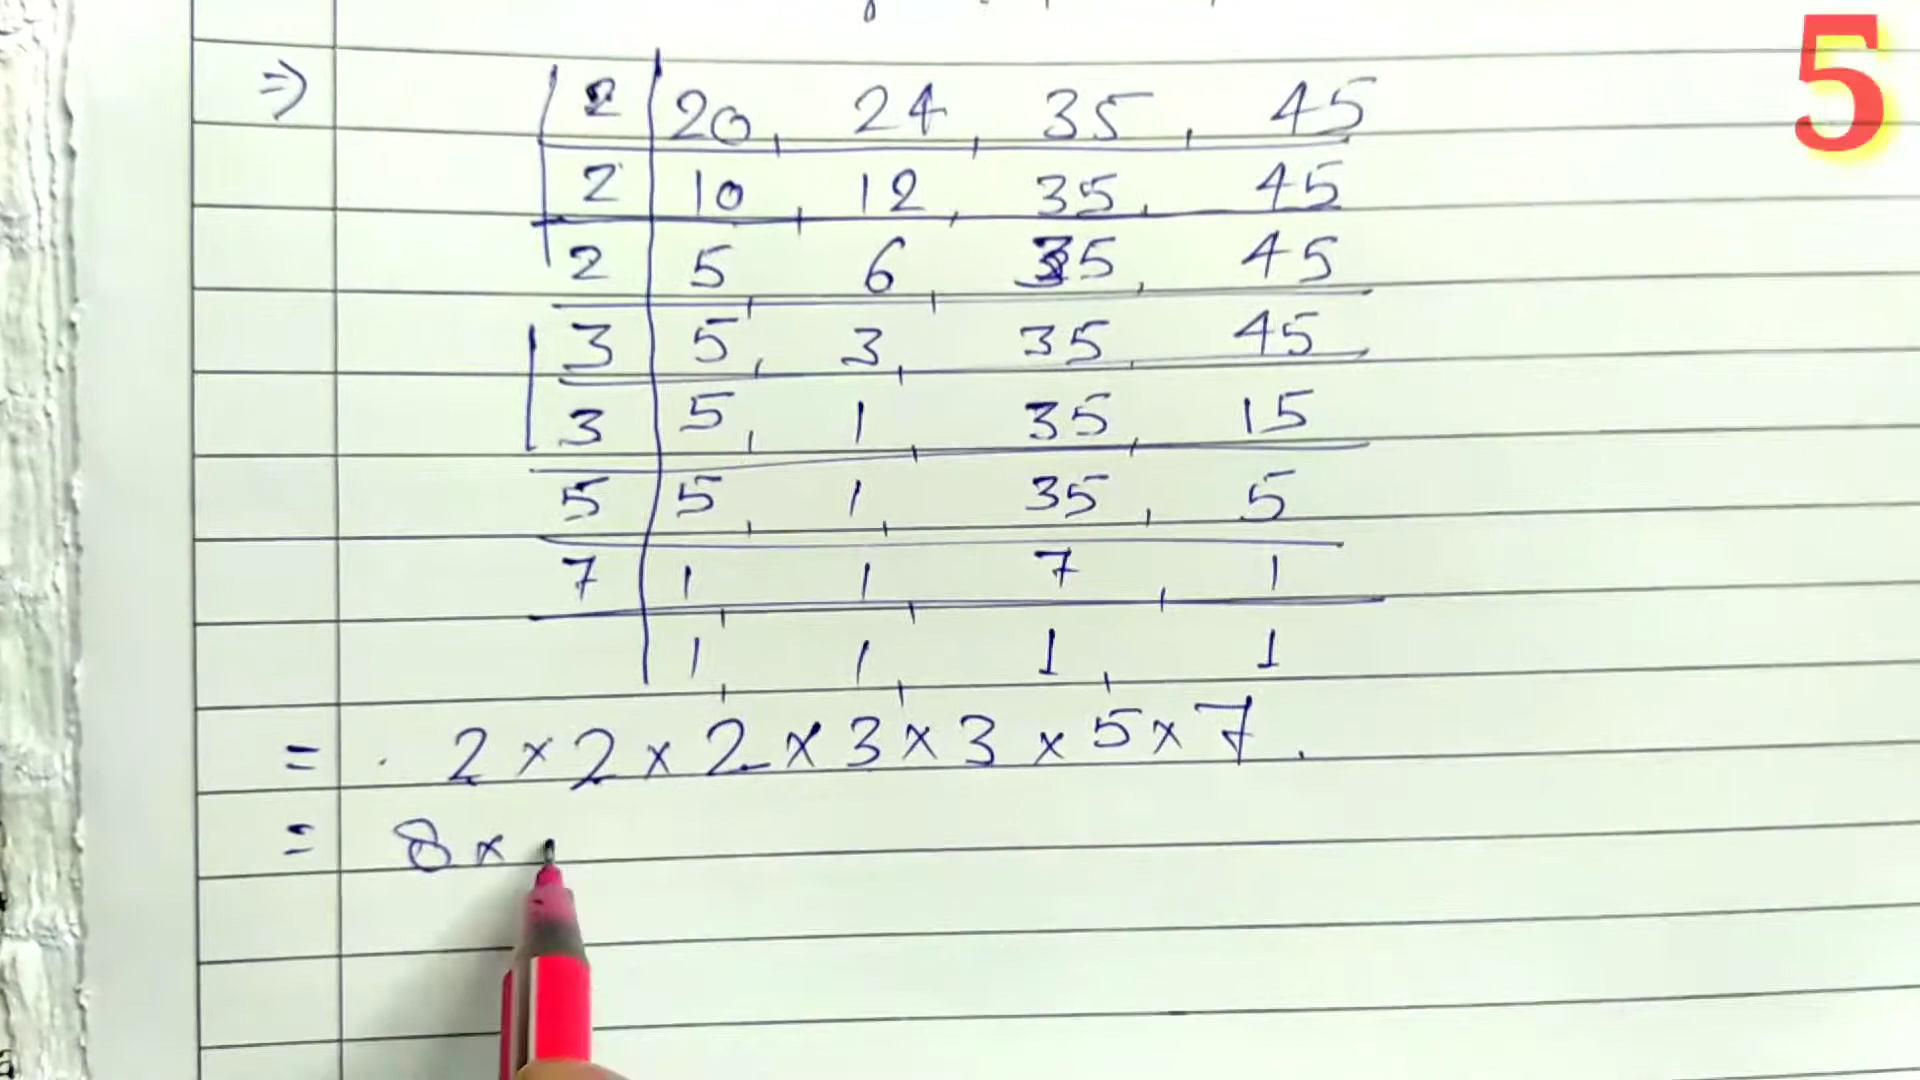 5
⇒ 2 | 20, 24, 35, 45
2 | 10, 12, 35, 45
2 | 5, 6, 35, 45
3 | 5, 3, 35, 45
3 | 5, 1, 35, 15
5 | 5, 1, 35, 5
7 | 1, 1, 7, 1
1, 1, 1, 1
= 2 × 2 × 2 × 3 × 3 × 5 × 7.
= 8 ×